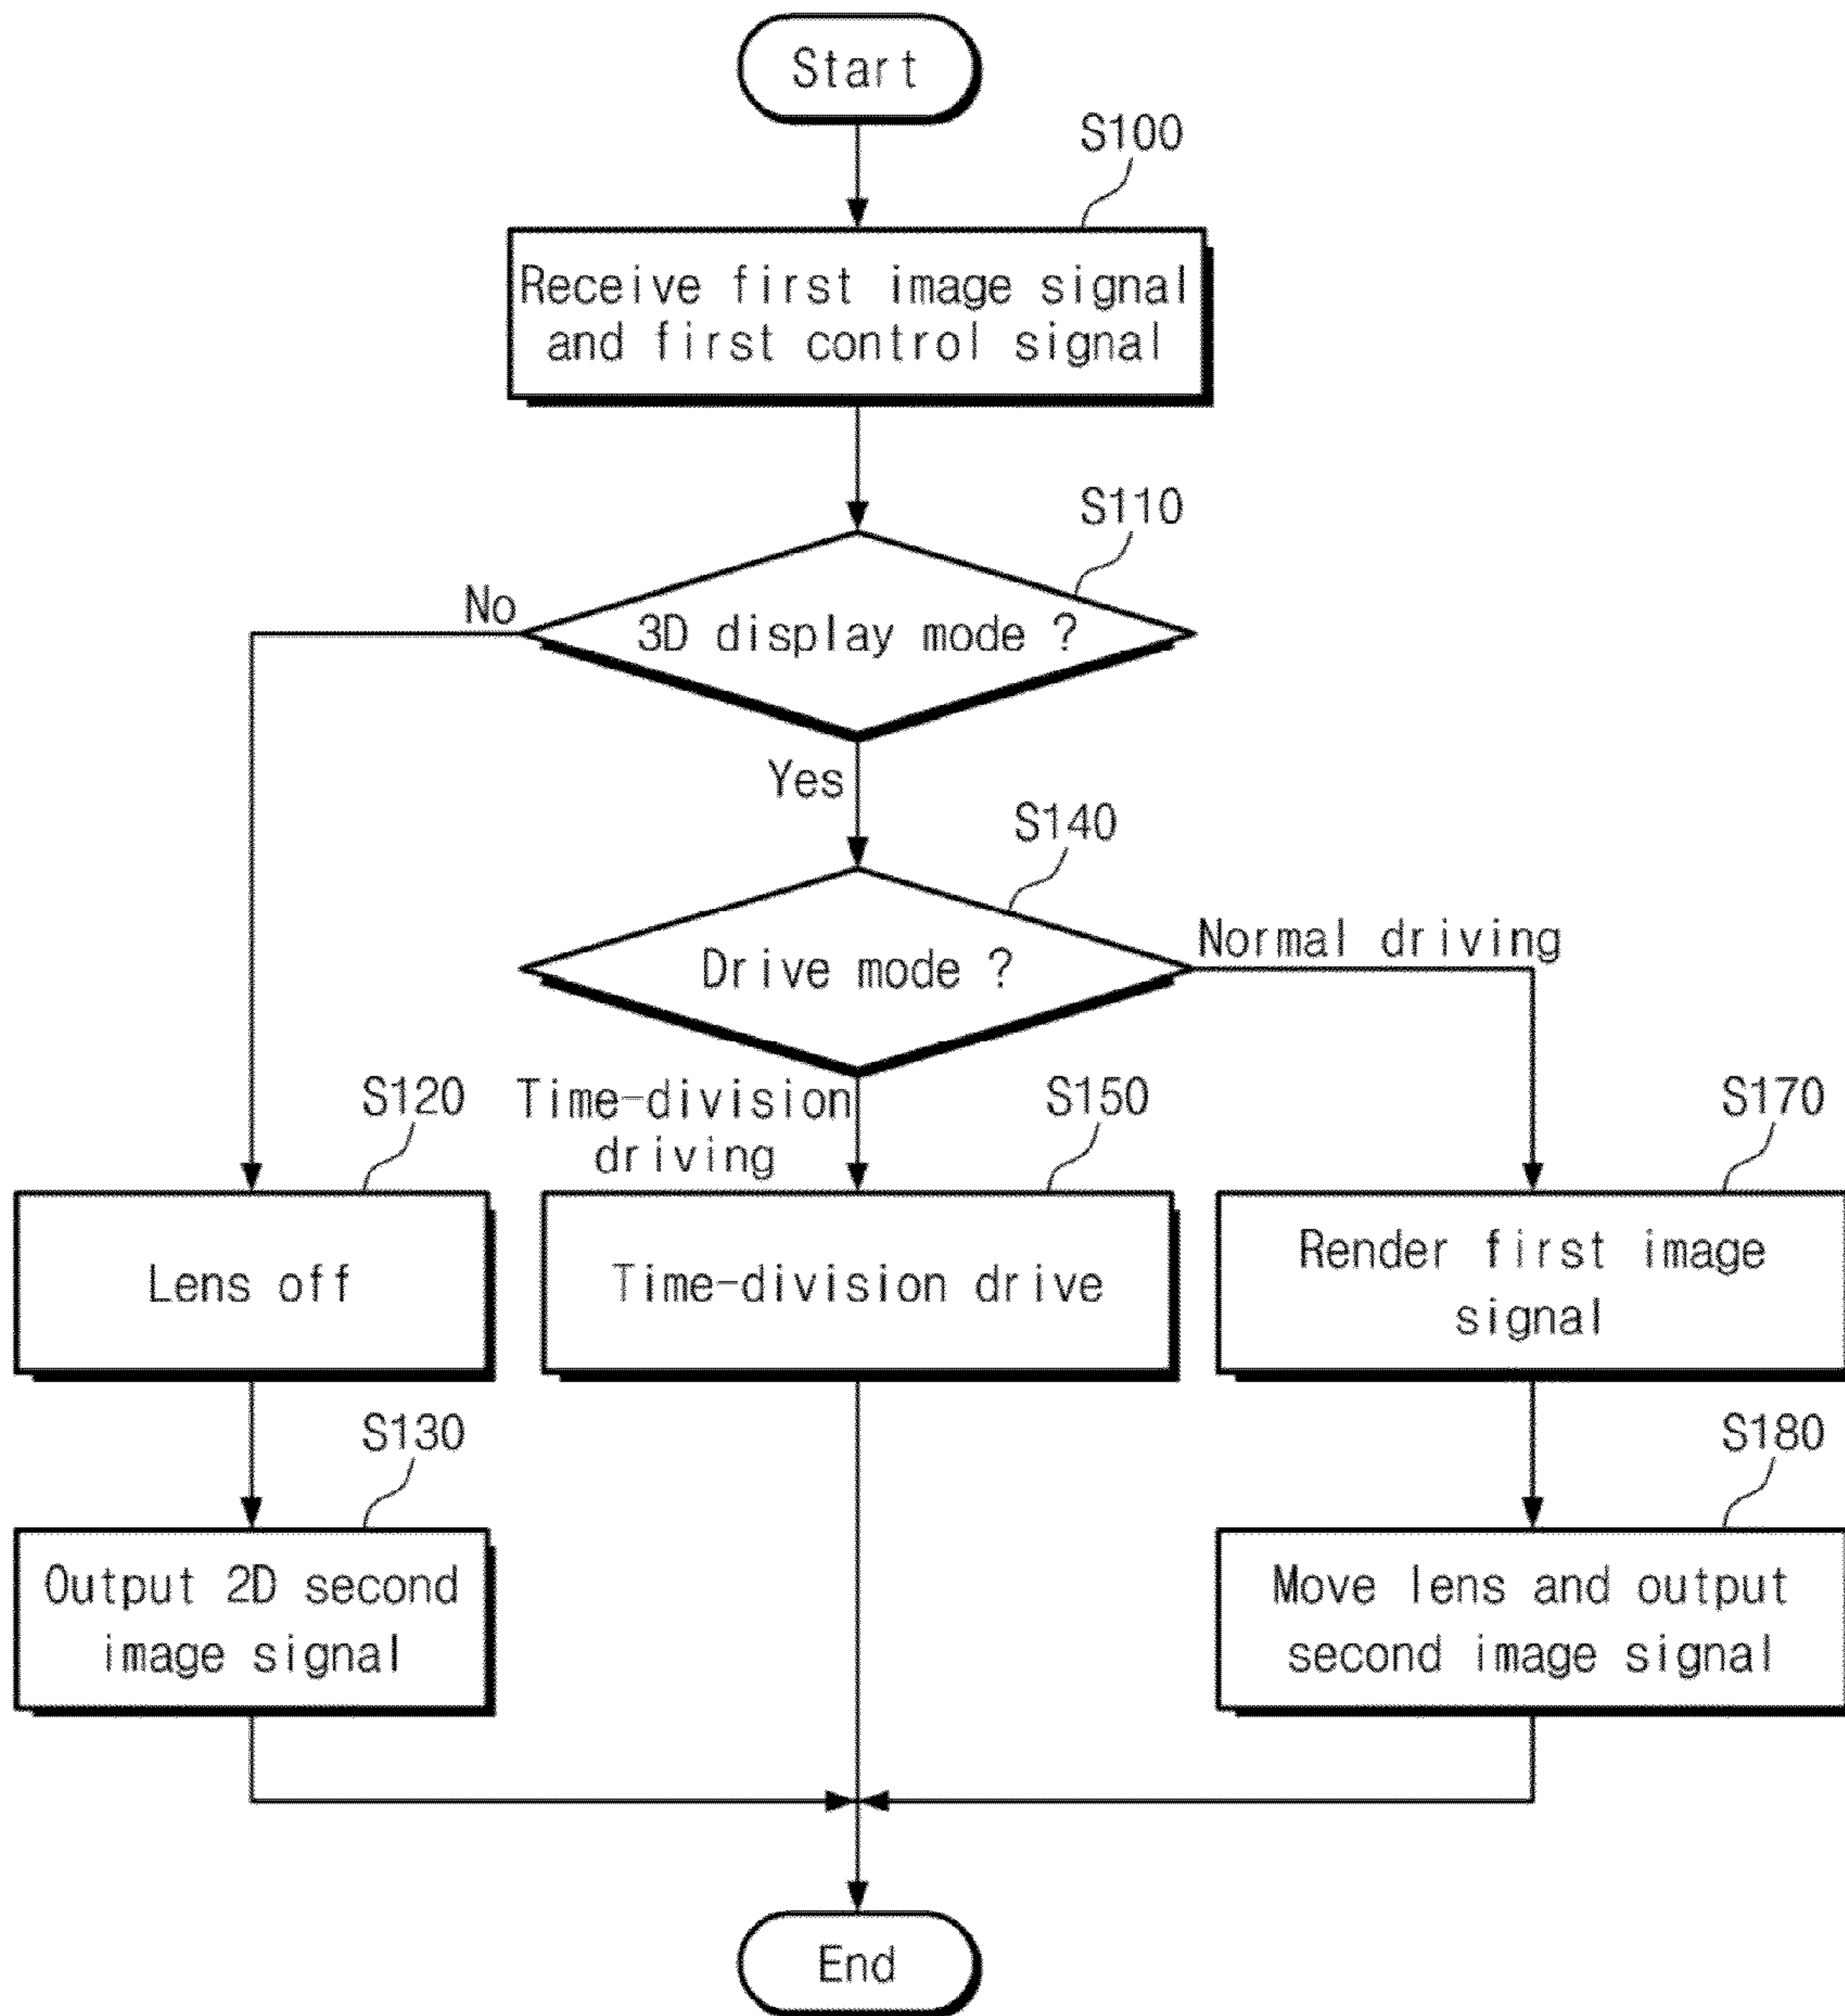 Start
S100
Receive first image signal
and first control signal
S110
No
3D display mode ?
Yes
S140
Normal driving
Drive mode ?
S120
Time-division
driving
S150
S170
Lens off
Time-division drive
Render first image
signal
S130
S180
Output 2D second
image signal
Move lens and output
second image signal
End